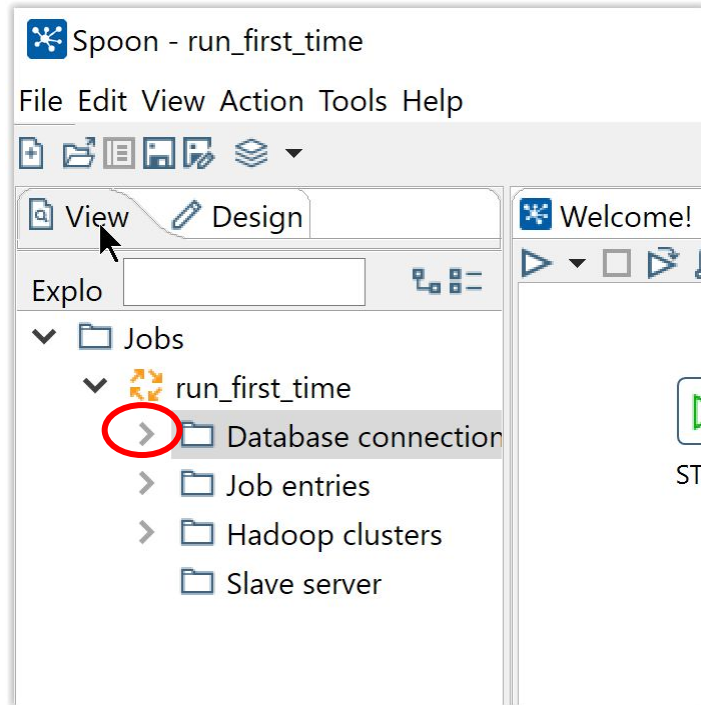 Spoon - run_first_time
File Edit View Action Tools Help
View Design
Welcome!
Explo
Jobs
run_first_time
Database connection
Job entries
Hadoop clusters
Slave server
ST